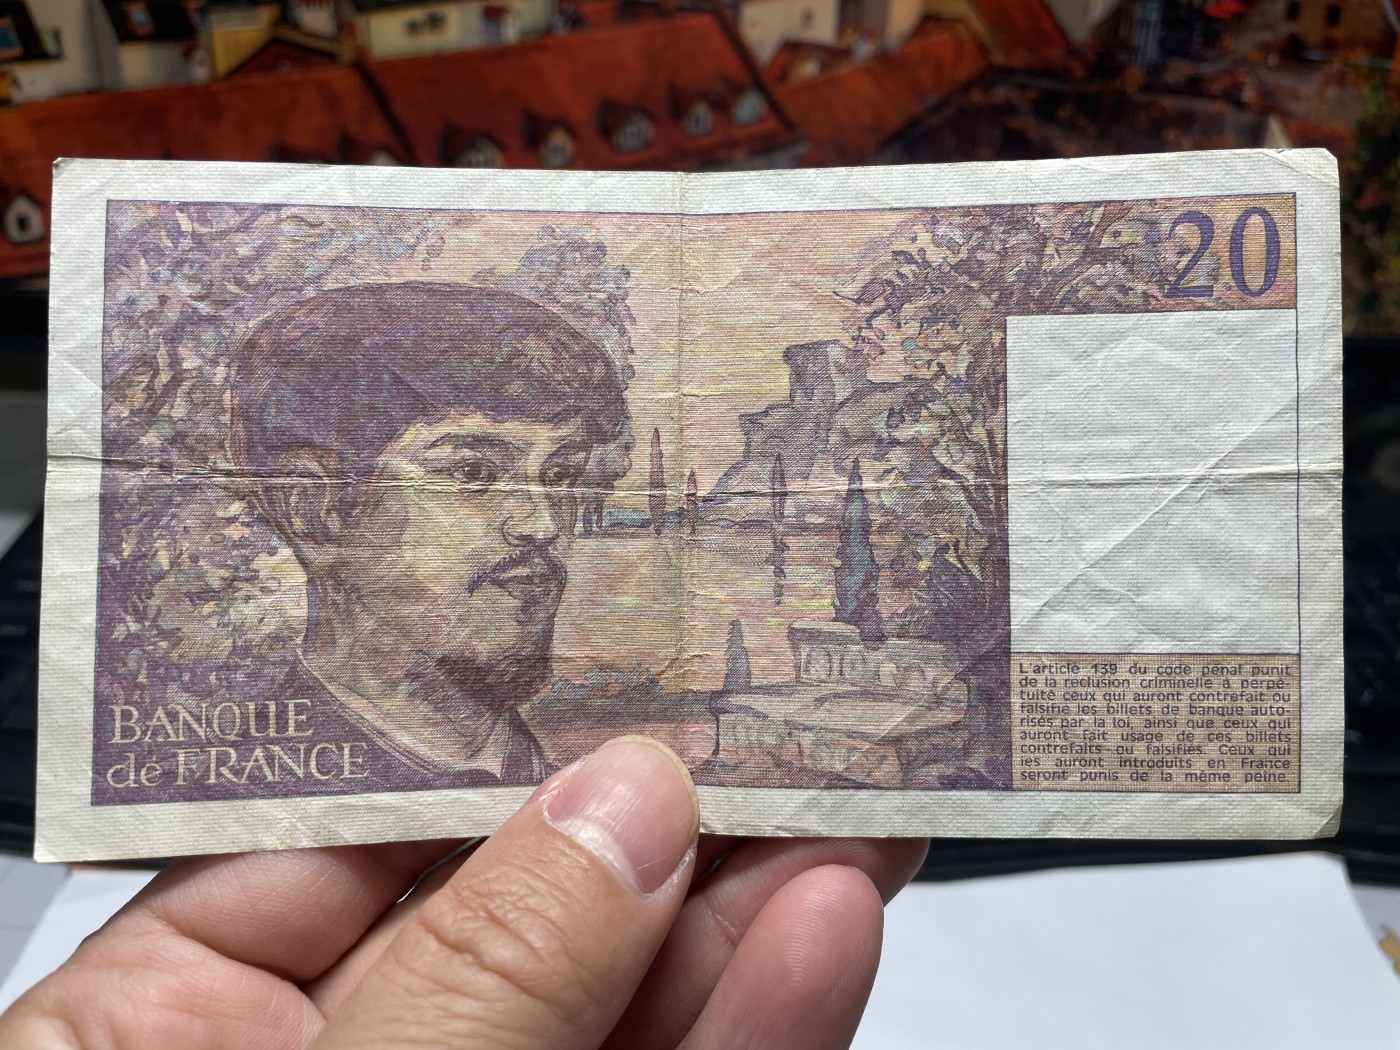 20
BANQUE
de FRANCE
L'article 139 du code pénal punit
de la réclusion criminelle à perpé-
tuité ceux qui auront contrefait ou
falsifié les billets de banque auto-
risés par la loi, ainsi que ceux qui
auront fait usage de ces billets
contrefaits ou falsifiés. Ceux qui
les auront introduits en France
seront punis de la même peine.